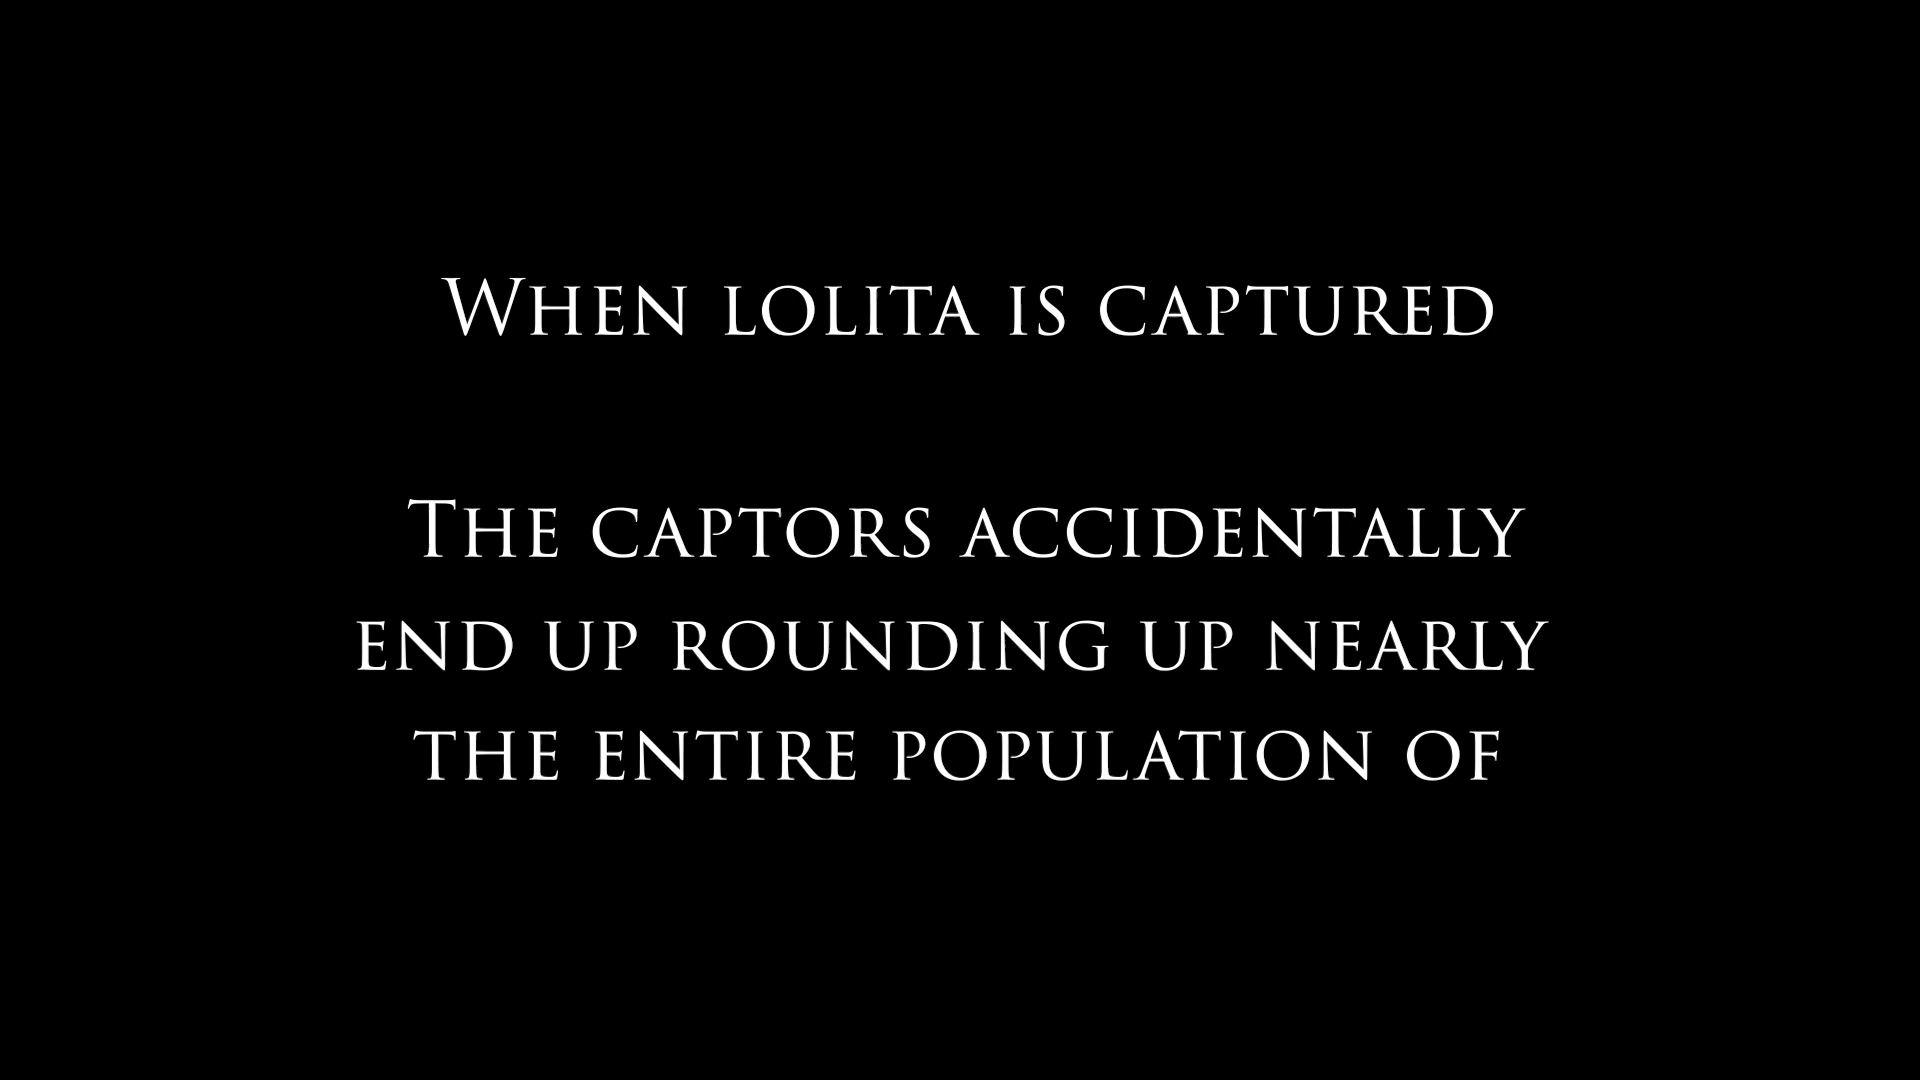 When lolita is captured
The captors accidentally
end up rounding up nearly
the entire population of